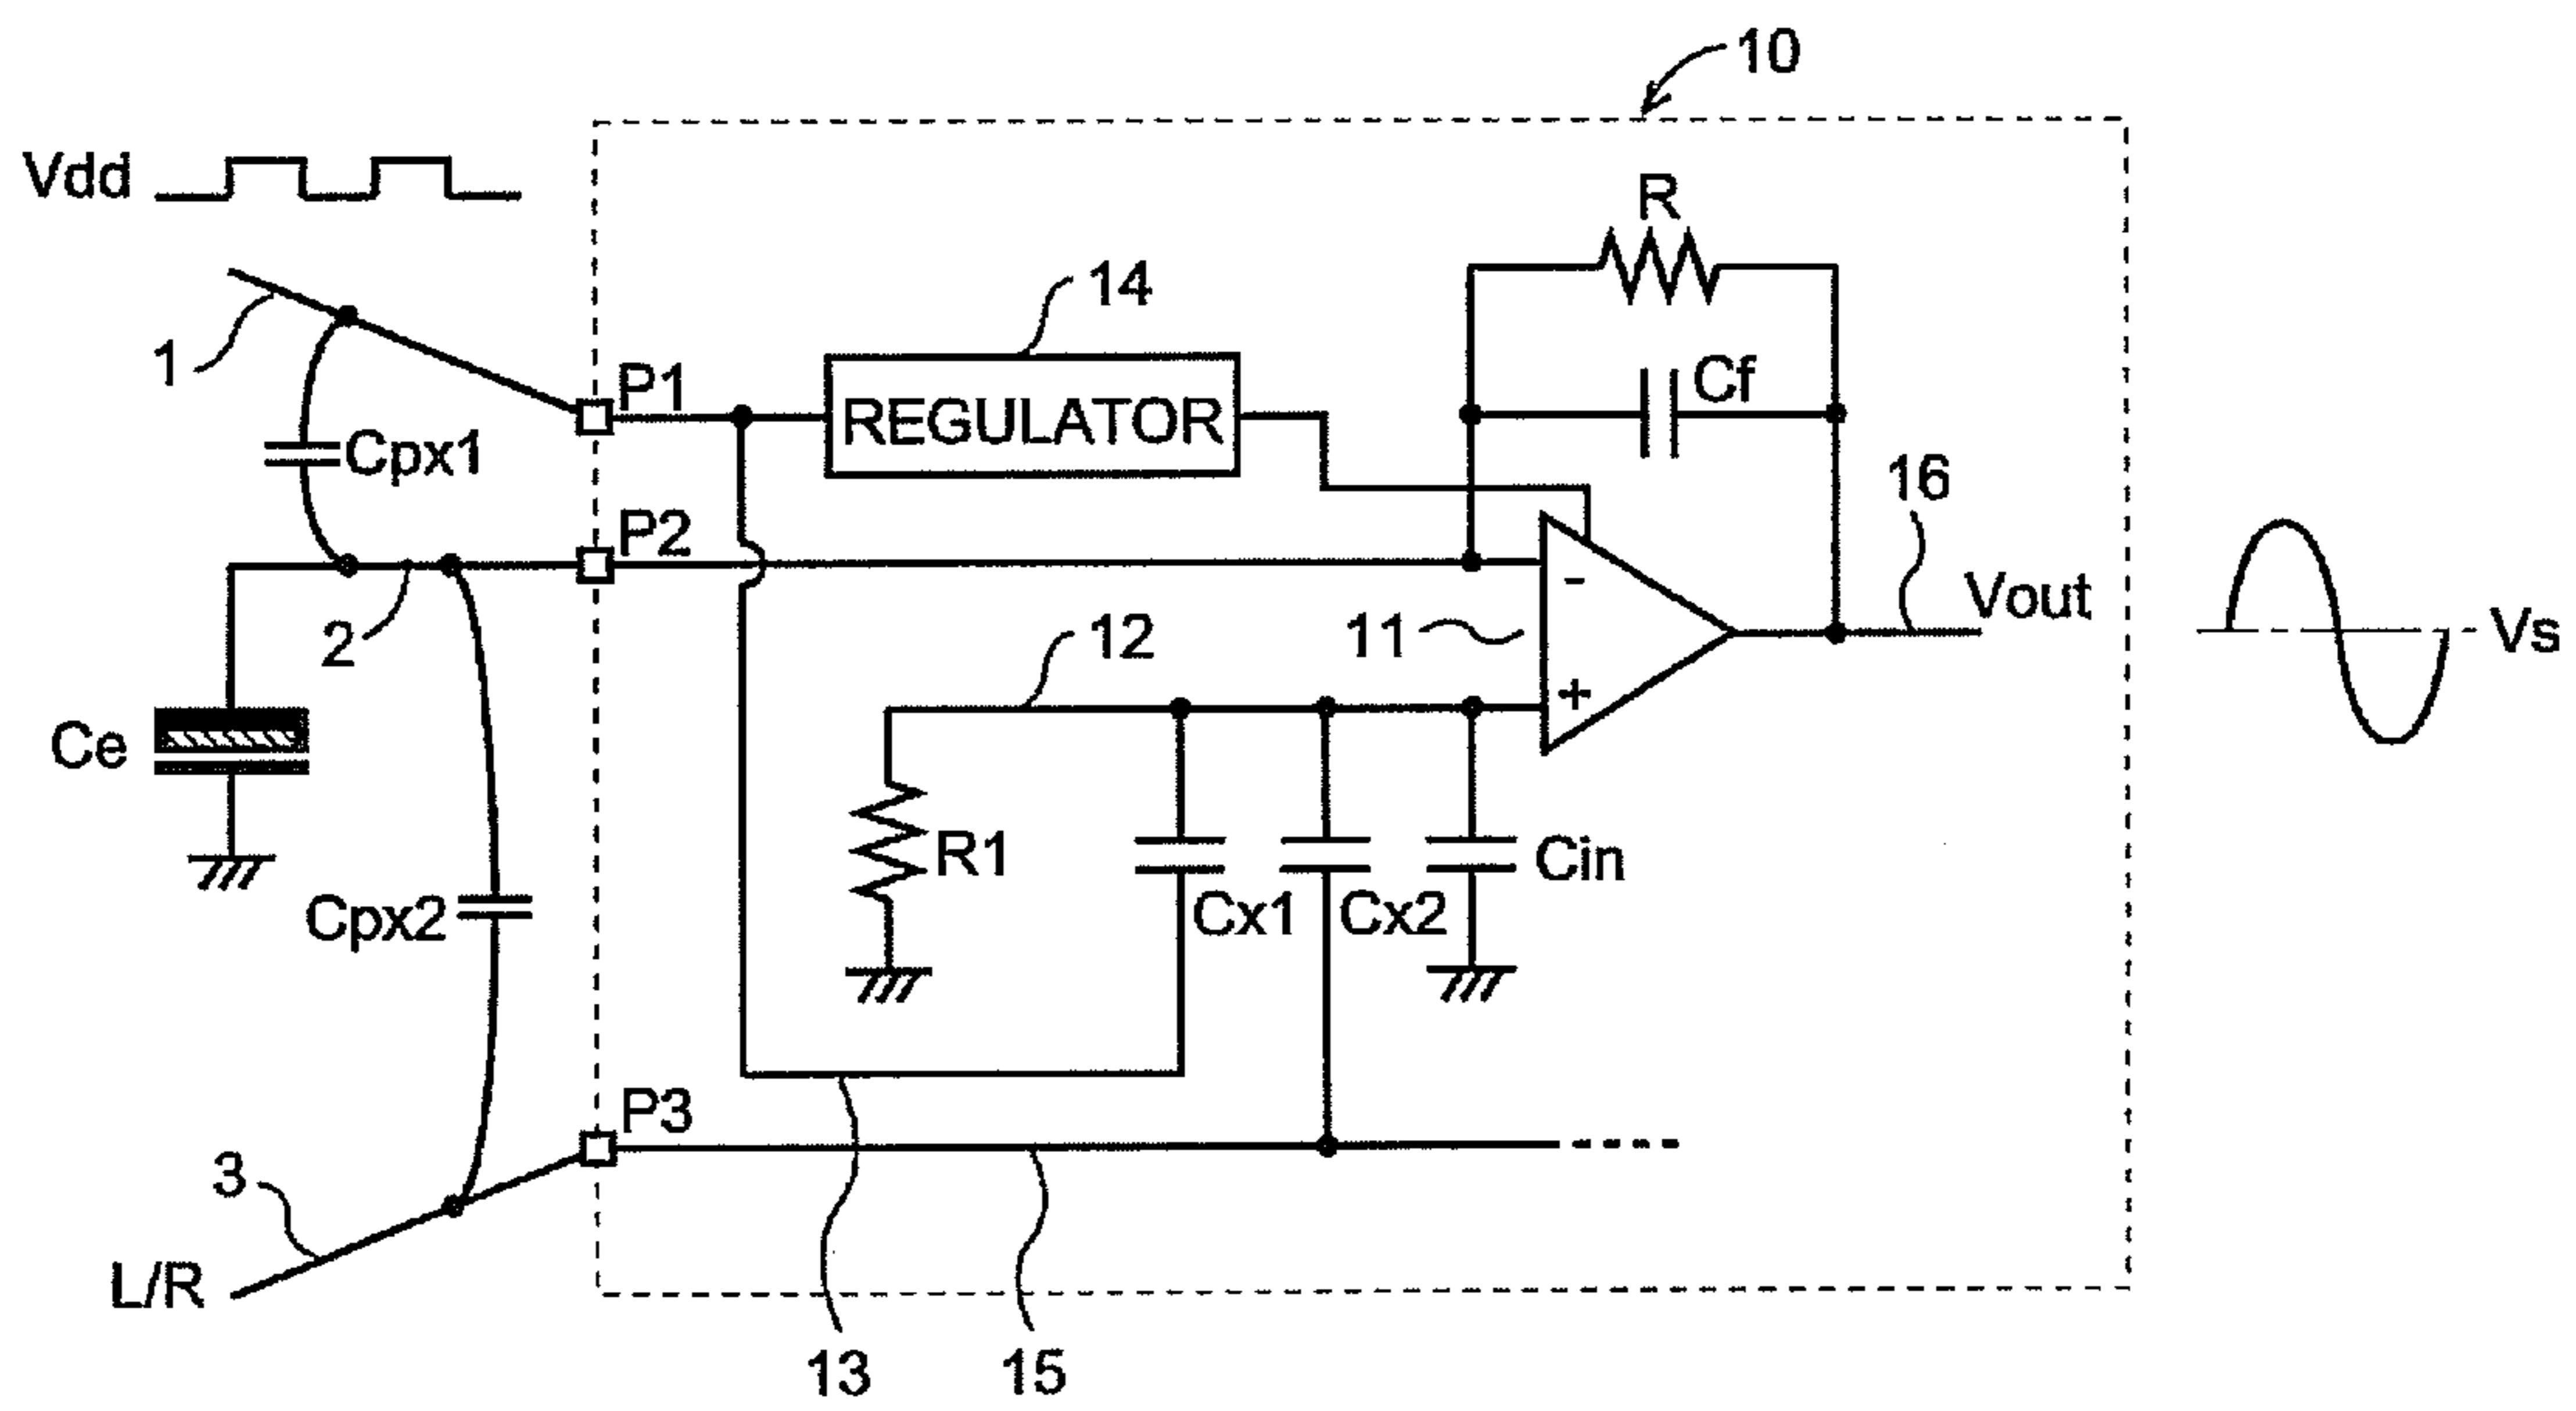 10
Vdd
R
14
1
P1
REGULATOR
Cf
Cpx1
16
P2
-
2
12
11
Vout
Vs
+
Ce
R1
Cin
Cpx2
Cx1
Cx2
P3
3
L/R
13
15